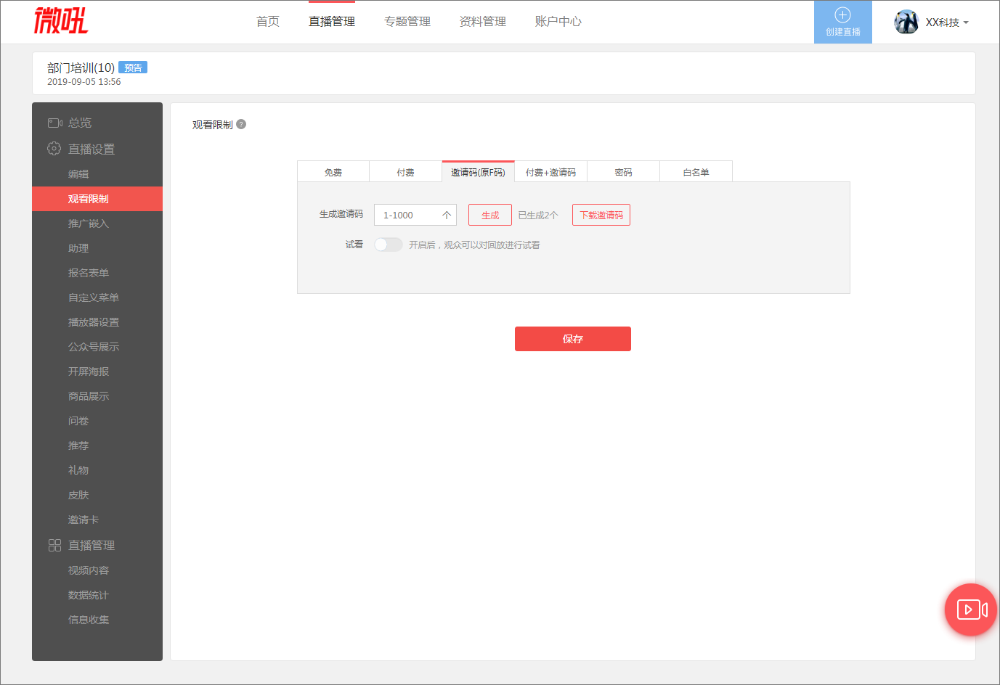 微吼
首页 直播管理 专题管理 资料管理 账户中心
创建直播
XX科技
部门培训(10) 预告
2019-09-05 13:56
总览
直播设置
编辑
观看限制
推广嵌入
助理
报名表单
自定义菜单
播放器设置
公众号展示
开屏海报
商品展示
问卷
推荐
礼物
皮肤
邀请卡
直播管理
视频内容
数据统计
信息收集
观看限制 ?
免费 付费 邀请码(原F码) 付费+邀请码 密码 白名单
生成邀请码 1-1000 个 生成 已生成2个 下载邀请码
试看 开启后，观众可以对回放进行试看
保存